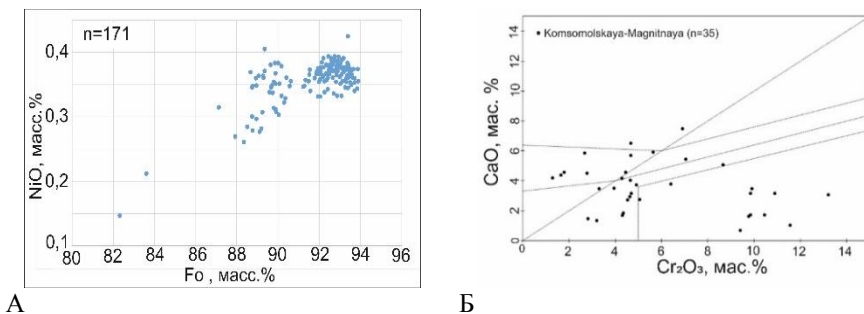 n=171
NiO, масс.%
0,4
0,3
0,2
0,1
80 82 84 86 88 90 92 94 96
Fo , масс.%
А
Komsomolskaya-Magnitnaya (n=35)
CaO, мас. %
14
12
10
8
6
4
2
0
0 2 4 6 8 10 12 14
Cr₂O₃, мас.%
Б